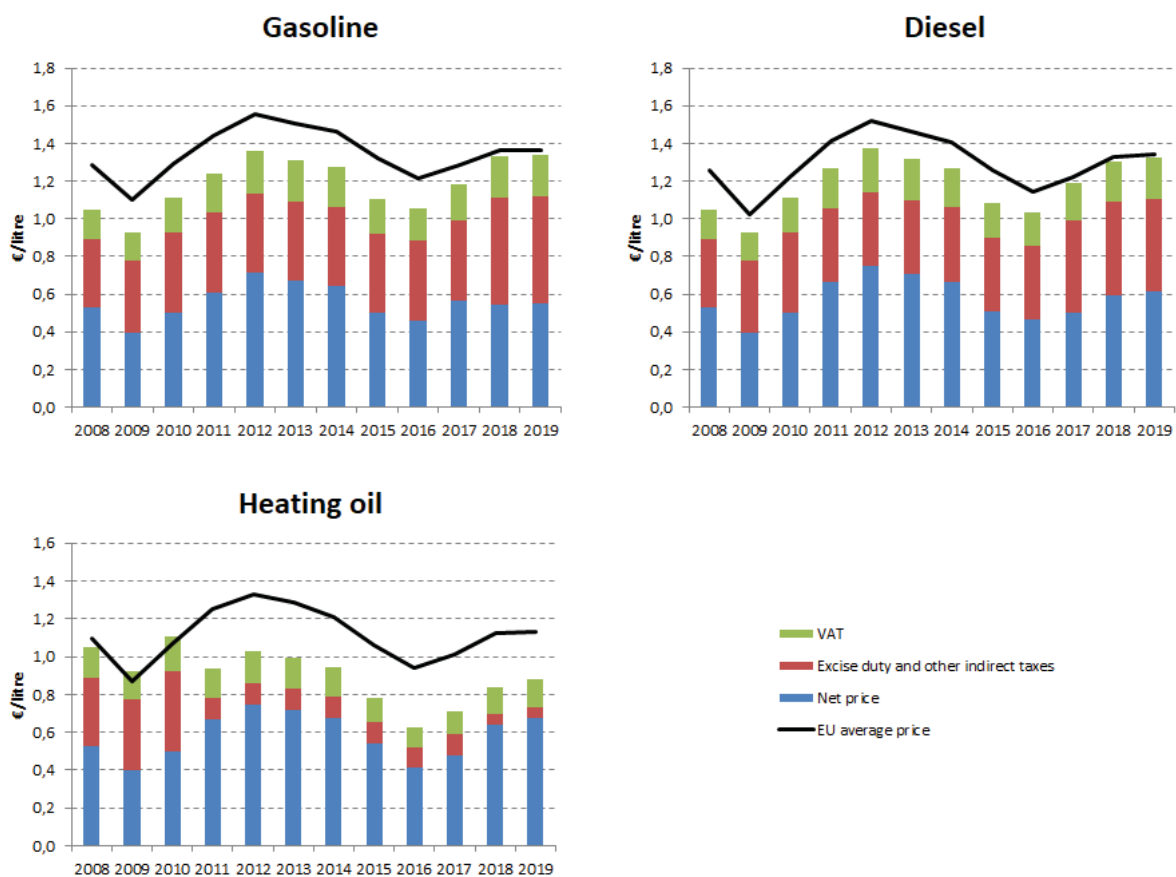 Gasoline
1,8
1,6
1,4
1,2
1,0
0,8
0,6
0,4
0,2
0,0
€/litre
2008 2009 2010 2011 2012 2013 2014 2015 2016 2017 2018 2019
Diesel
1,8
1,6
1,4
1,2
1,0
0,8
0,6
0,4
0,2
0,0
€/litre
2008 2009 2010 2011 2012 2013 2014 2015 2016 2017 2018 2019
Heating oil
1,6
1,4
1,2
1,0
0,8
0,6
0,4
0,2
0,0
€/litre
2008 2009 2010 2011 2012 2013 2014 2015 2016 2017 2018 2019
VAT
Excise duty and other indirect taxes
Net price
EU average price